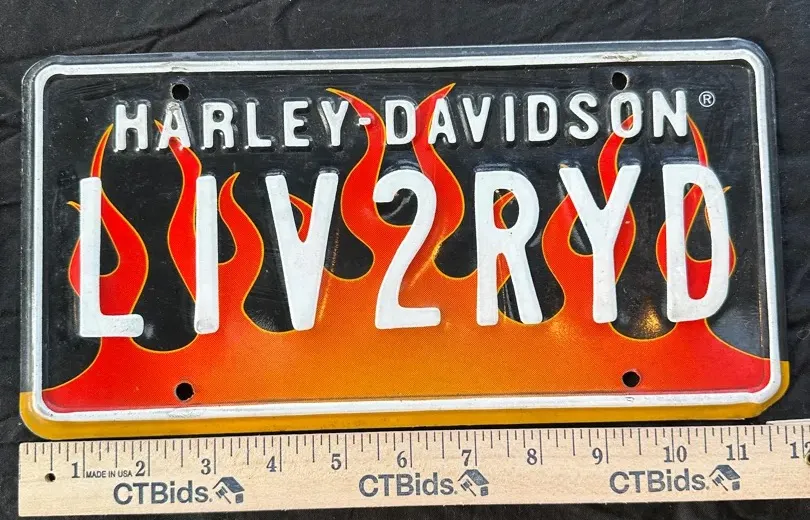 HARLEY-DAVIDSON®
LIV2RYD
1 MADE IN USA 2 3 4 5 6 7 8 9 10 11
CTBids. CTBids. CTBids.